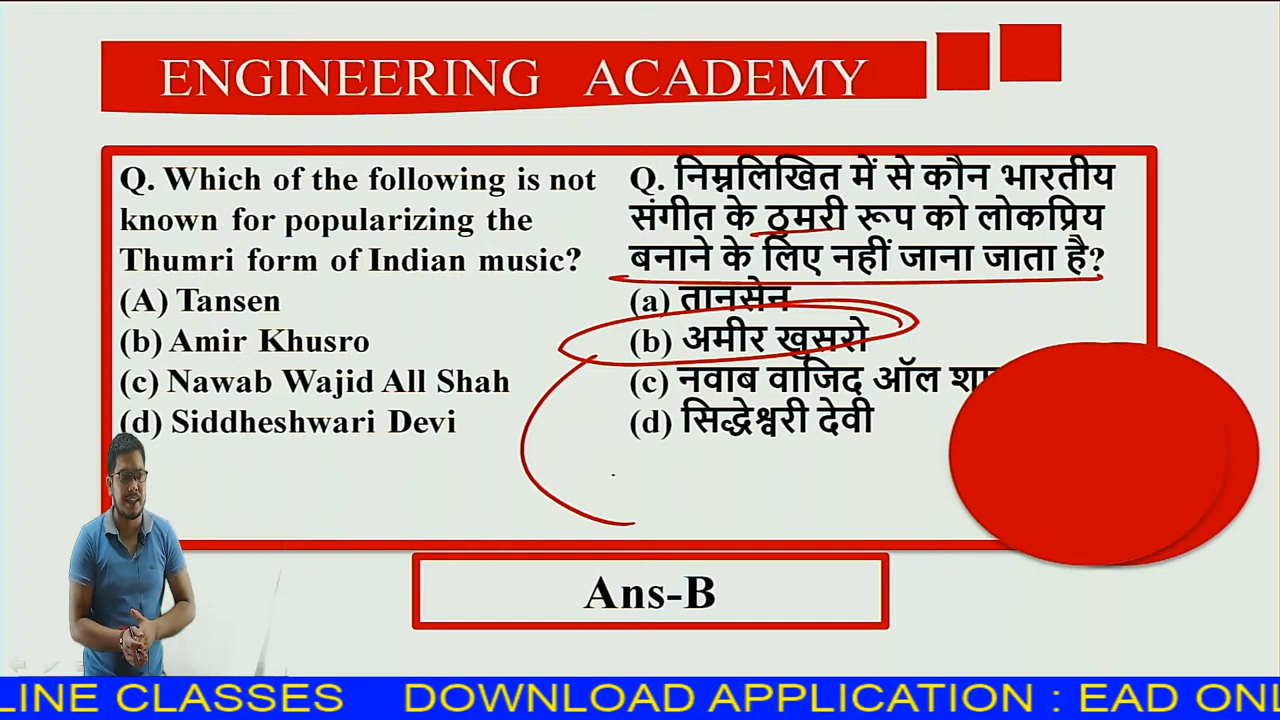 ENGINEERING ACADEMY
Q. Which of the following is not
known for popularizing the
Thumri form of Indian music?
(A) Tansen
(b) Amir Khusro
(c) Nawab Wajid All Shah
(d) Siddheshwari Devi
Q. निम्नलिखित में से कौन भारतीय
संगीत के ठुमरी रूप को लोकप्रिय
बनाने के लिए नहीं जाना जाता है?
(a) तानसेन
(b) अमीर खुसरो
(c) नवाब वाजिद ऑल
(d) सिद्धेश्वरी देवी
Ans-B
LINE CLASSES DOWNLOAD APPLICATION : EAD ONL